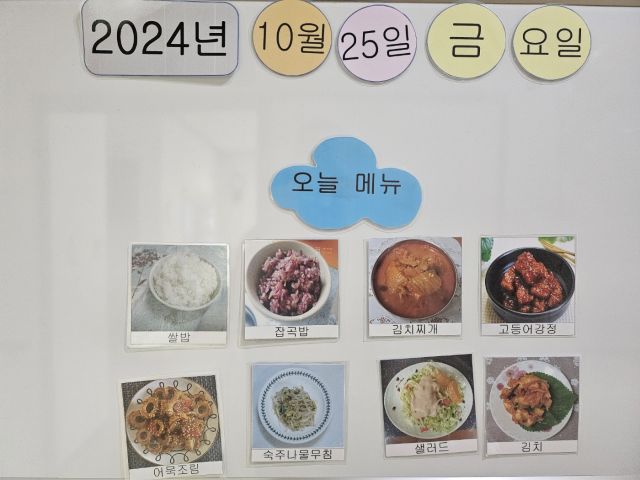 2024년 10월 25일 금 요일
오늘 메뉴
쌀밥 잡곡밥 김치찌개 고등어강정
어묵조림 숙주나물무침 샐러드 김치